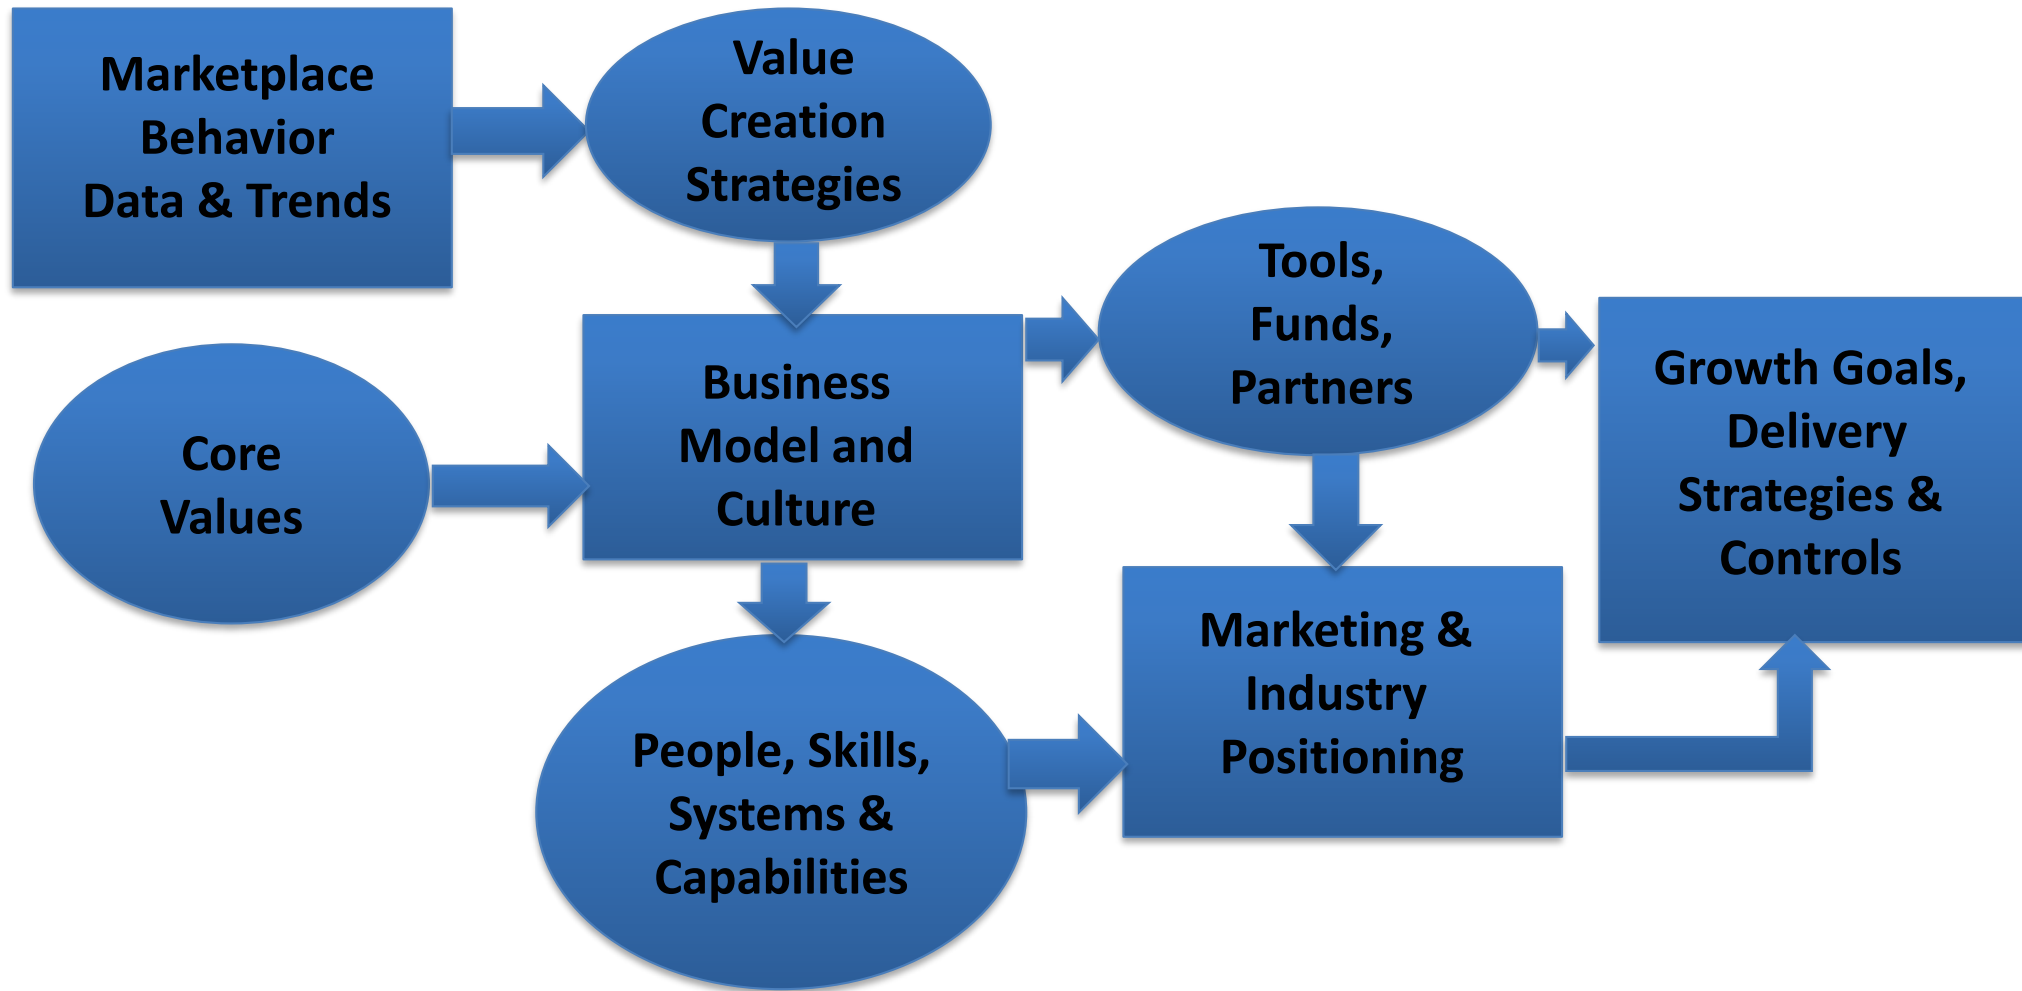 Marketplace
Behavior
Data & Trends
Value
Creation
Strategies
Tools,
Funds,
Partners
Growth Goals,
Delivery
Strategies &
Controls
Core
Values
Business
Model and
Culture
Marketing &
Industry
Positioning
People, Skills,
Systems &
Capabilities